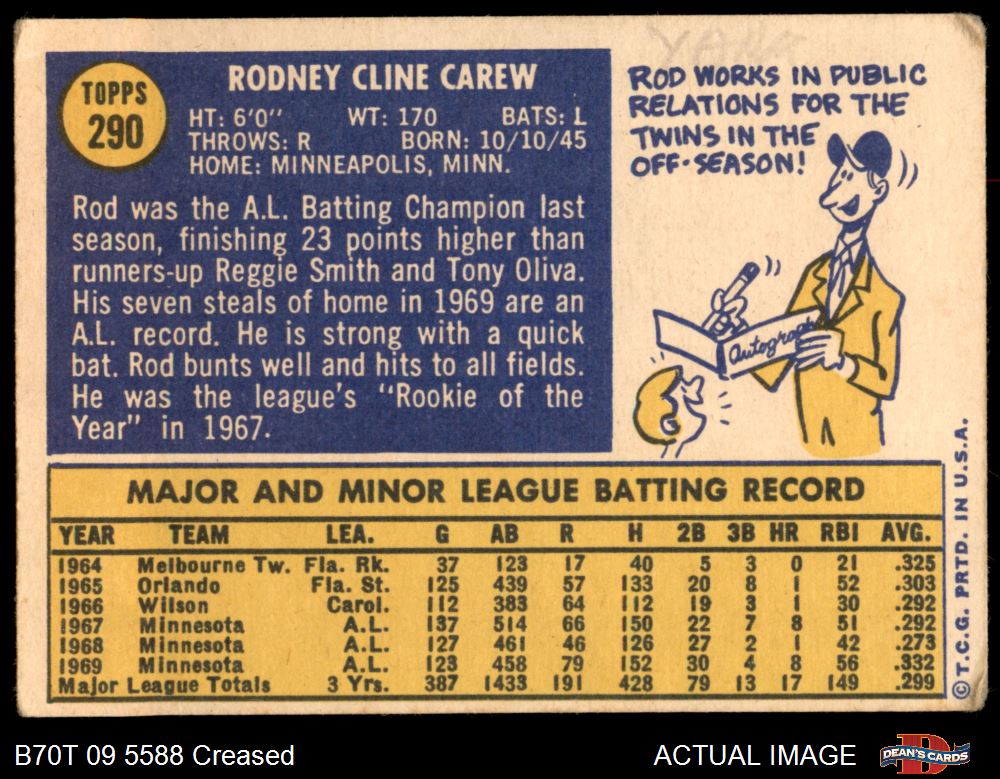 YANK
TOPPS
290
RODNEY CLINE CAREW
HT: 6'0" WT: 170 BATS: L
THROWS: R BORN: 10/10/45
HOME: MINNEAPOLIS, MINN.
Rod was the A.L. Batting Champion last
season, finishing 23 points higher than
runners-up Reggie Smith and Tony Oliva.
His seven steals of home in 1969 are an
A.L. record. He is strong with a quick
bat. Rod bunts well and hits to all fields.
He was the league's "Rookie of the
Year" in 1967.
ROD WORKS IN PUBLIC
RELATIONS FOR THE
TWINS IN THE
OFF-SEASON!
Autograph
MAJOR AND MINOR LEAGUE BATTING RECORD
YEAR TEAM LEA. G AB R H 2B 3B HR RBI AVG.
1964 Melbourne Tw. Fla. Rk. 37 123 17 40 5 3 0 21 .325
1965 Orlando Fla. St. 125 439 57 133 20 8 1 52 .303
1966 Wilson Carol. 112 383 64 112 19 3 1 30 .292
1967 Minnesota A.L. 137 514 66 150 22 7 8 51 .292
1968 Minnesota A.L. 127 461 46 126 27 2 1 42 .273
1969 Minnesota A.L. 123 458 79 152 30 4 8 56 .332
Major League Totals 3 Yrs. 387 1433 191 428 79 13 17 149 .299
©T.C.G. PRTD. IN U.S.A.
B70T 09 5588 Creased
ACTUAL IMAGE
DEAN'S CARDS